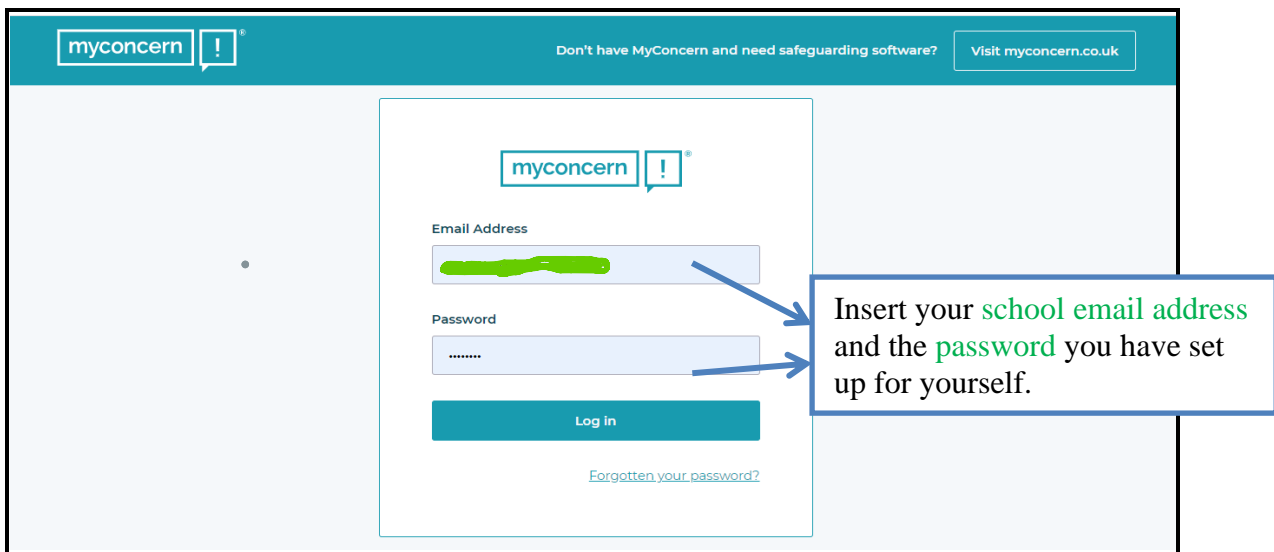 myconcern ! ®
Don't have MyConcern and need safeguarding software?
Visit myconcern.co.uk
myconcern ! ®
Email Address
Password
........
Log in
Forgotten your password?
Insert your school email address
and the password you have set
up for yourself.